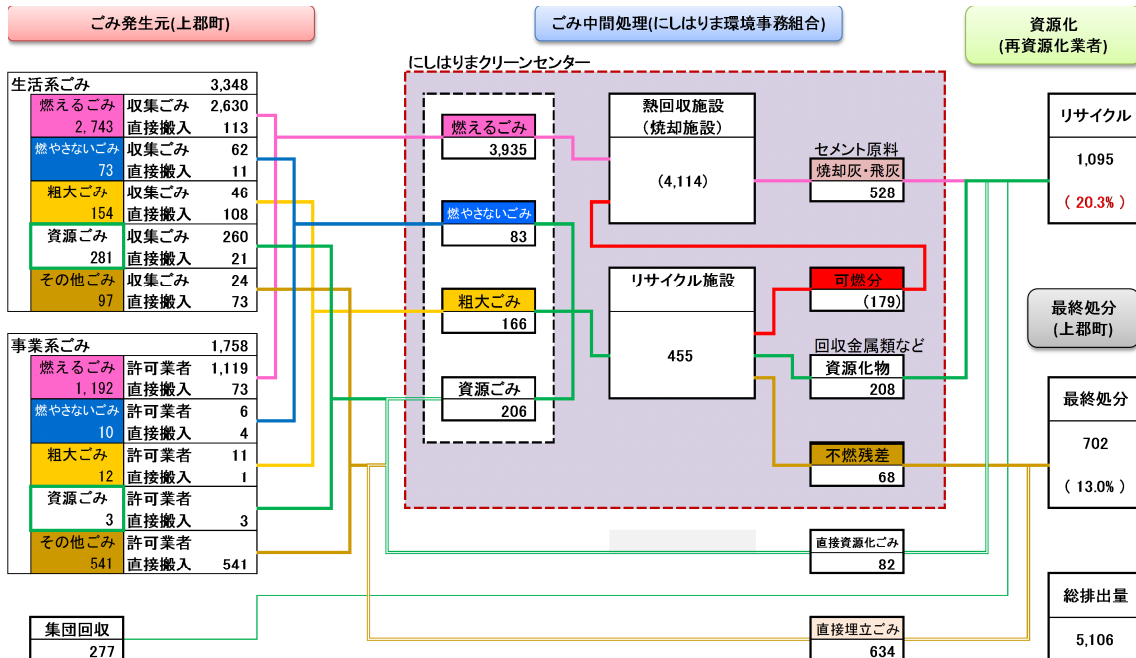 ごみ発生元(上郡町)
ごみ中間処理(にしはりま環境事務組合)
資源化
(再資源化業者)
にしはりまクリーンセンター
生活系ごみ 3,348
燃えるごみ 収集ごみ 2,630
2,743 直接搬入 113
燃やさないごみ 収集ごみ 62
73 直接搬入 11
粗大ごみ 収集ごみ 46
154 直接搬入 108
資源ごみ 収集ごみ 260
281 直接搬入 21
その他ごみ 収集ごみ 24
97 直接搬入 73
事業系ごみ 1,758
燃えるごみ 許可業者 1,119
1,192 直接搬入 73
燃やさないごみ 許可業者 6
10 直接搬入 4
粗大ごみ 許可業者 11
12 直接搬入 1
資源ごみ 許可業者
3 直接搬入 3
その他ごみ 許可業者
541 直接搬入 541
集団回収
277
燃えるごみ
3,935
燃やさないごみ
83
粗大ごみ
166
資源ごみ
206
熱回収施設
(焼却施設)
(4,114)
リサイクル施設
455
セメント原料
焼却灰・飛灰
528
可燃分
(179)
回収金属類など
資源化物
208
不燃残差
68
直接資源化ごみ
82
直接埋立ごみ
634
リサイクル
1,095
( 20.3% )
最終処分
(上郡町)
最終処分
702
( 13.0% )
総排出量
5,106